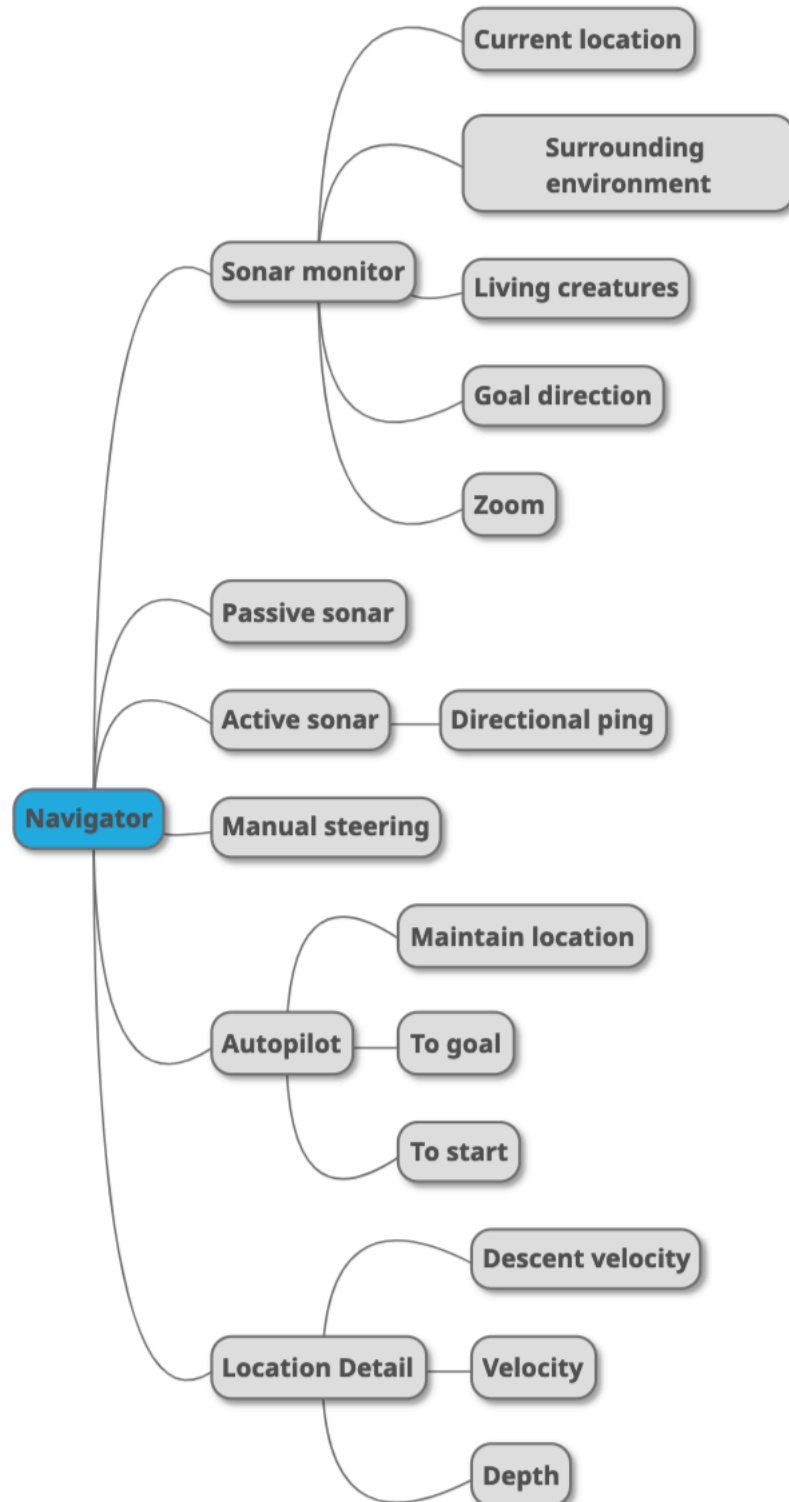 Current location
Surrounding
environment
Sonar monitor
Living creatures
Goal direction
Zoom
Passive sonar
Active sonar
Directional ping
Navigator
Manual steering
Maintain location
Autopilot
To goal
To start
Descent velocity
Location Detail
Velocity
Depth